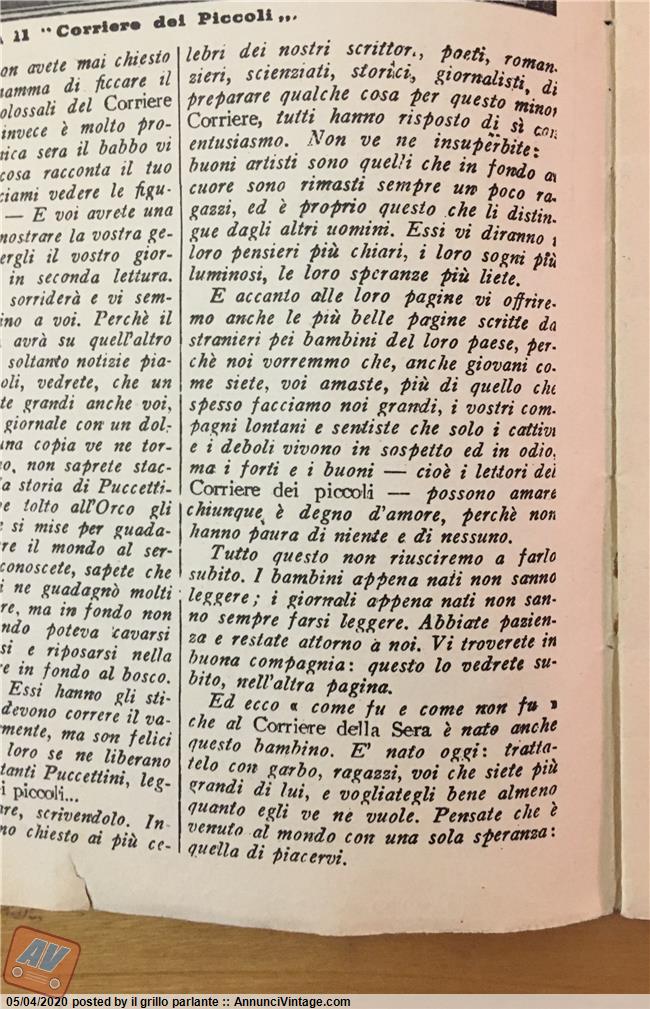 il "Corriere dei Piccoli„.
non avete mai chiesto
mamma di ficcare il
colossali del Corriere
invece è molto pro-
nica sera il babbo vi
cosa racconta il tuo
ciami vedere le figu-
— E voi avrete una
mostrare la vostra ge-
ergli il vostro gior-
in seconda lettura.
sorriderà e vi sem-
ino a voi. Perchè il
avrà su quell'altro
soltanto notizie pia-
oli, vedrete, che un
te grandi anche voi,
giornale con un dol-
una copia ve ne tor-
no, non saprete stac-
la storia di Puccetti-
ve tolto all'Orco gli
e si mise per guada-
re il mondo al ser-
conoscete, sapete che
i ne guadagnò molti
re, ma in fondo non
ndo poteva cavarsi
si e riposarsi nella
e in fondo al bosco.
Essi hanno gli sti-
devono correre il va-
rmente, ma son felici
loro se ne liberano
tanti Puccettini, leg-
i piccoli...
are, scrivendolo. In-
no chiesto ai più ce-
lebri dei nostri scrittori, poeti, roman-
zieri, scienziati, storici, giornalisti, di
preparare qualche cosa per questo minor
Corriere, tutti hanno risposto di sì con
entusiasmo. Non ve ne insuperbite:
buoni artisti sono quelli che in fondo al
cuore sono rimasti sempre un poco ra-
gazzi, ed è proprio questo che li distin-
gue dagli altri uomini. Essi vi diranno i
loro pensieri più chiari, i loro sogni più
luminosi, le loro speranze più liete.
E accanto alle loro pagine vi offrire-
mo anche le più belle pagine scritte da
stranieri pei bambini del loro paese, per-
chè noi vorremmo che, anche giovani co-
me siete, voi amaste, più di quello che
spesso facciamo noi grandi, i vostri com-
pagni lontani e sentiste che solo i cattivi
e i deboli vivono in sospetto ed in odio,
ma i forti e i buoni — cioè i lettori del
Corriere dei piccoli — possono amare
chiunque è degno d'amore, perchè non
hanno paura di niente e di nessuno.
Tutto questo non riusciremo a farlo
subito. I bambini appena nati non sanno
leggere; i giornali appena nati non san-
no sempre farsi leggere. Abbiate pazien-
za e restate attorno a noi. Vi troverete in
buona compagnia: questo lo vedrete su-
bito, nell'altra pagina.
Ed ecco « come fu e come non fu »
che al Corriere della Sera è nato anche
questo bambino. E' nato oggi: tratta-
telo con garbo, ragazzi, voi che siete più
grandi di lui, e vogliategli bene almeno
quanto egli ve ne vuole. Pensate che è
venuto al mondo con una sola speranza:
quella di piacervi.
AV
05/04/2020 posted by il grillo parlante :: AnnunciVintage.com